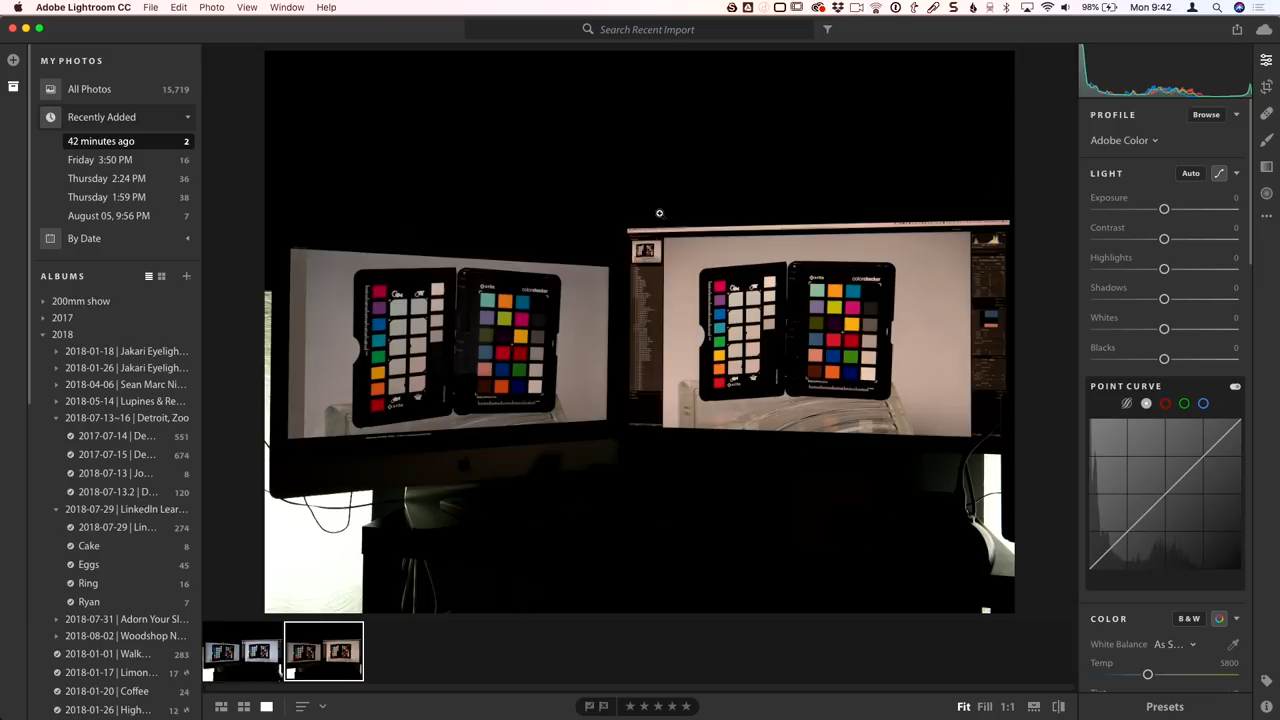 Adobe Lightroom CC File Edit Photo View Window Help 98% Mon 9:42
Search Recent Import
MY PHOTOS
All Photos 15,719
Recently Added
42 minutes ago 2
Friday 3:50 PM 16
Thursday 2:24 PM 36
Thursday 1:59 PM 38
August 05, 9:56 PM 7
By Date
ALBUMS
200mm show
2017
2018
2018-01-18 | Jakari Eyeligh...
2018-03-24 | Jakari Eyeligh...
2018-04-06 | Sean Marc Ni...
2018-05-14 | Lupines & Re...
2018-07-13~16 | Detroit, Zoo
2017-07-14 | De... 551
2017-07-15 | De... 674
2018-07-13 | Jo... 8
2018-07-13.2 | D... 120
2018-07-29 | LinkedIn Lear...
2018-07-29 | Lin... 274
Cake 8
Eggs 45
Ring 16
Ryan 7
2018-07-31 | Adorn Your Sl...
2018-08-02 | Woodshop N...
2018-01-01 | Walk... 283
2018-01-17 | Limon...
2018-01-20 | Coffee 24
2018-01-26 | High... 12
x-rite colorchecker
x-rite colorchecker
x-rite
x-rite
PROFILE Browse
Adobe Color
LIGHT Auto
Exposure 0
Contrast 0
Highlights 0
Shadows 0
Whites 0
Blacks 0
POINT CURVE
COLOR B & W
White Balance As S...
Temp 5800
Presets
Fit Fill 1:1